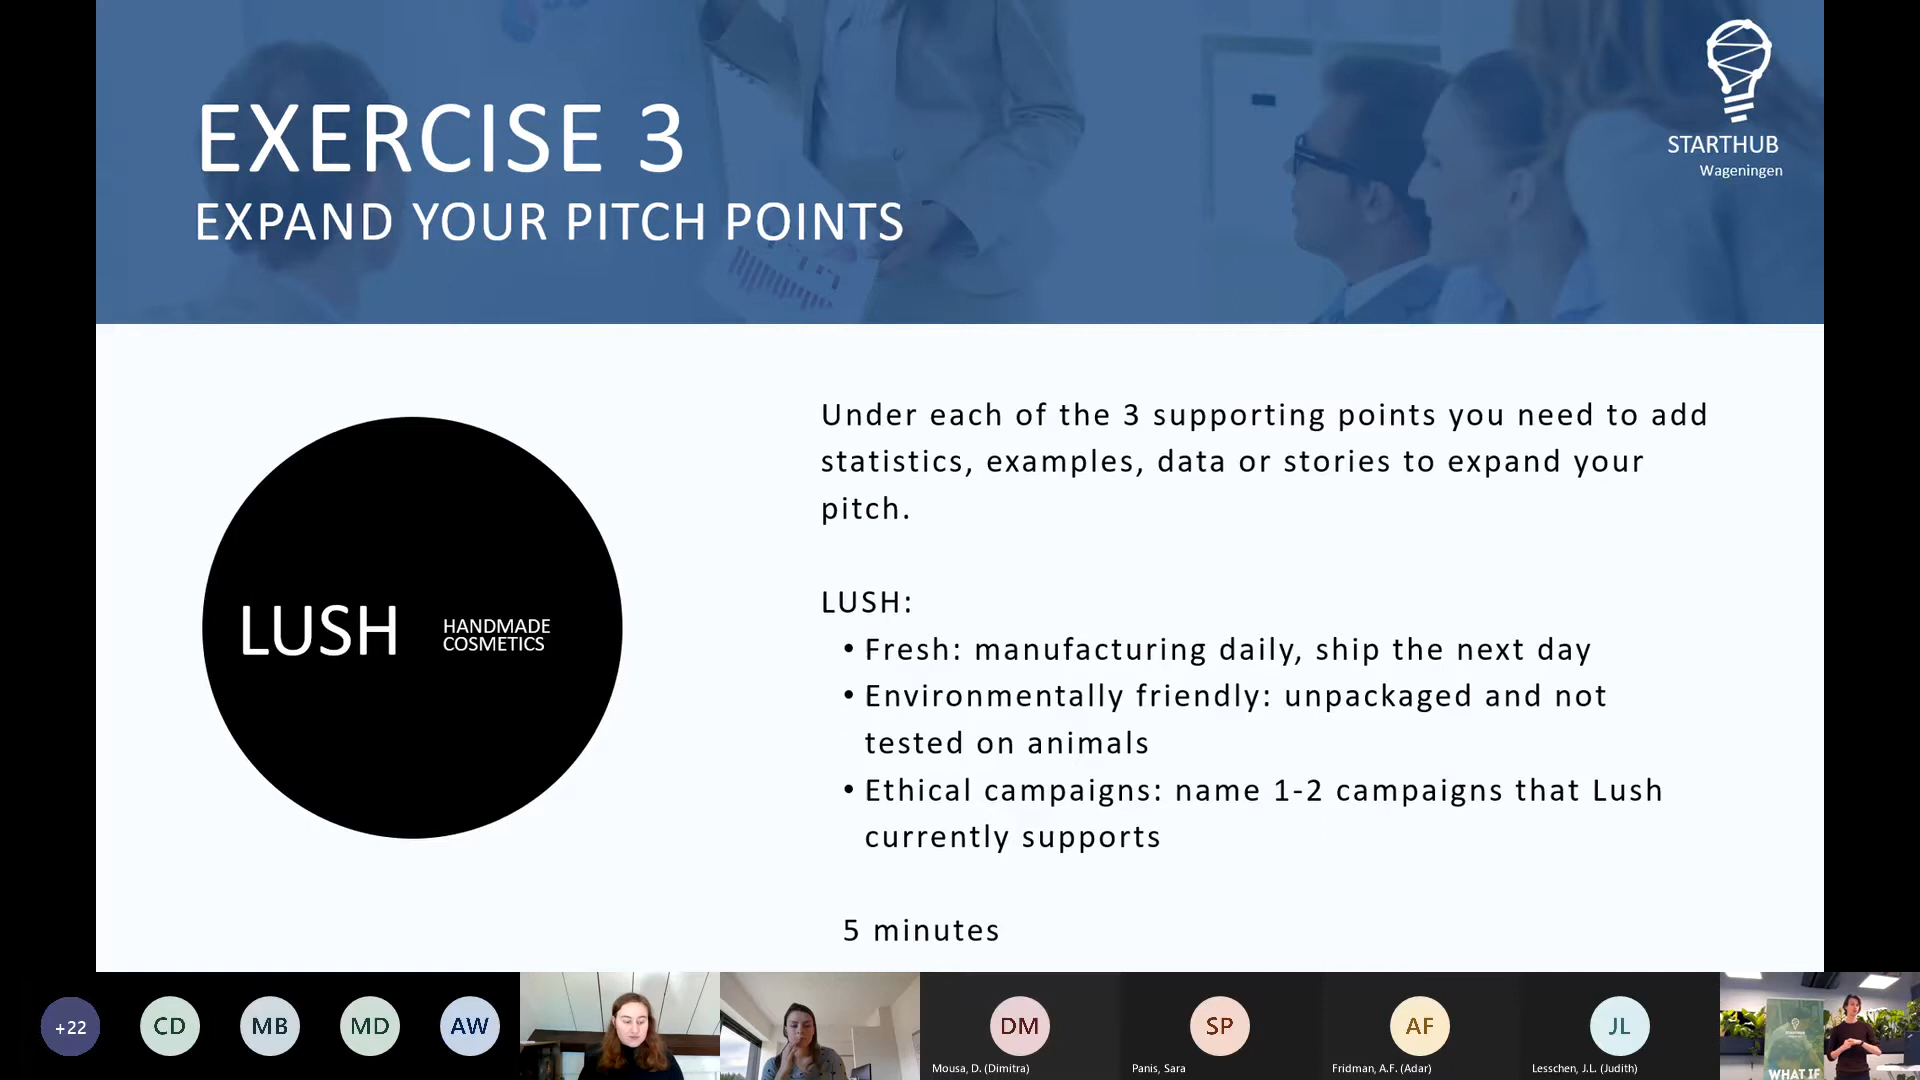 EXERCISE 3
EXPAND YOUR PITCH POINTS
STARTHUB
Wageningen
LUSH
HANDMADE
COSMETICS
Under each of the 3 supporting points you need to add
statistics, examples, data or stories to expand your
pitch.
LUSH:
• Fresh: manufacturing daily, ship the next day
• Environmentally friendly: unpackaged and not
tested on animals
• Ethical campaigns: name 1-2 campaigns that Lush
currently supports
5 minutes
+22
CD
MB
MD
AW
DM
SP
AF
JL
Mousa, D. (Dimitra)
Panis, Sara
Fridman, A.F. (Adar)
Lesschen, J.L. (Judith)
WHAT IF